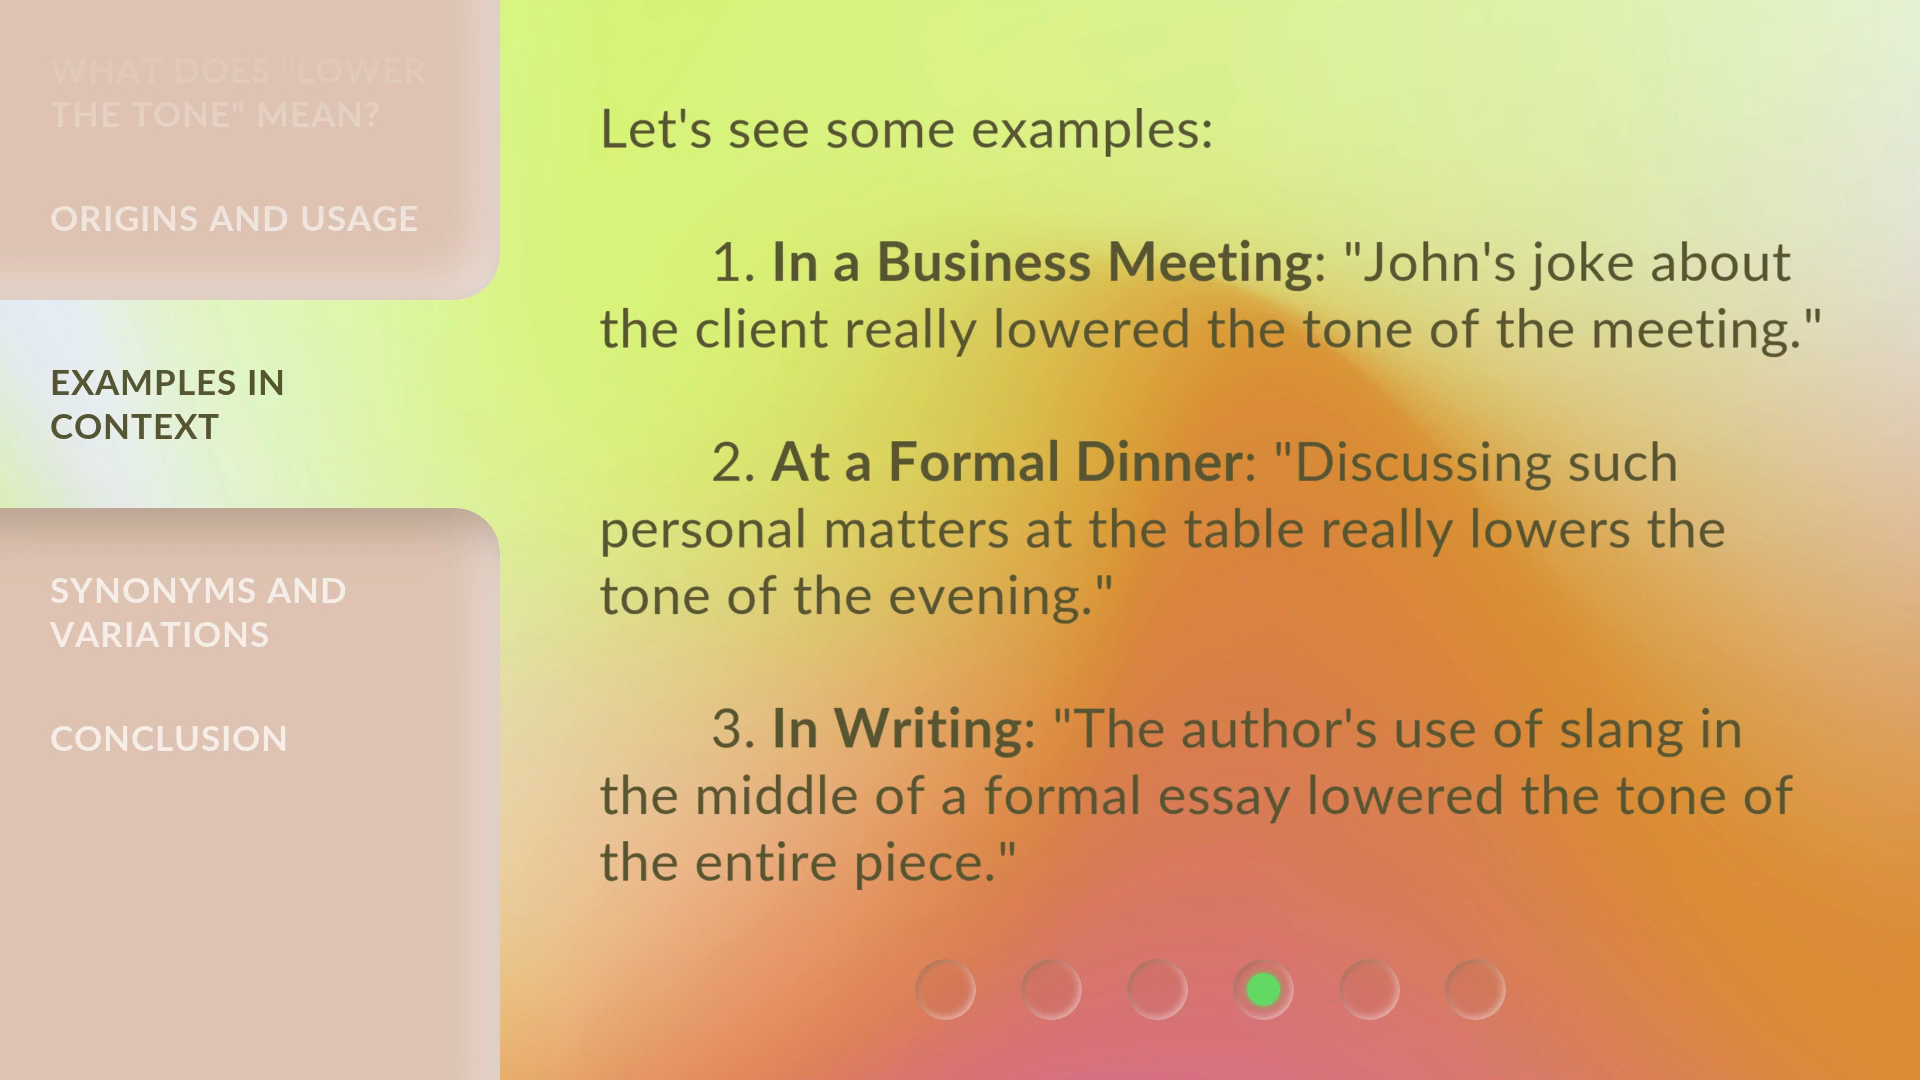 WHAT DOES "LOWER
THE TONE" MEAN?
ORIGINS AND USAGE
EXAMPLES IN
CONTEXT
SYNONYMS AND
VARIATIONS
CONCLUSION
Let's see some examples:
1. In a Business Meeting: "John's joke about
the client really lowered the tone of the meeting."
2. At a Formal Dinner: "Discussing such
personal matters at the table really lowers the
tone of the evening."
3. In Writing: "The author's use of slang in
the middle of a formal essay lowered the tone of
the entire piece."